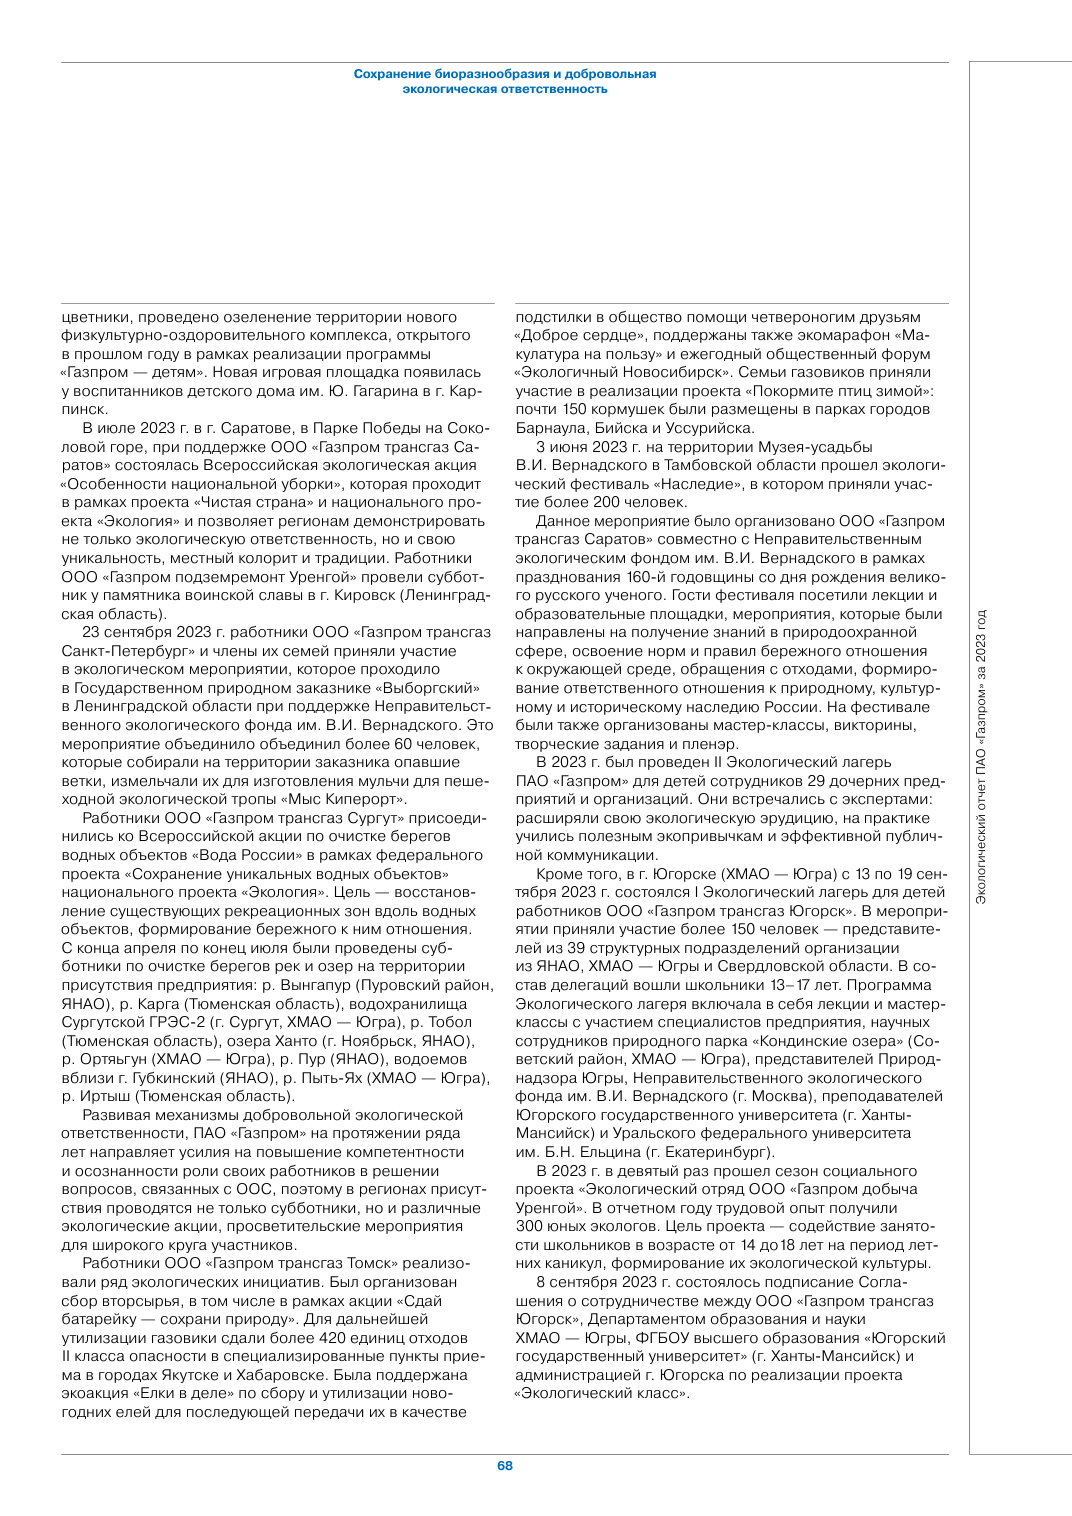 Сохранение биоразнообразия и добровольная
экологическая ответственность
цветники, проведено озеленение территории нового
физкультурно-оздоровительного комплекса, открытого
в прошлом году в рамках реализации программы
«Газпром — детям». Новая игровая площадка появилась
у воспитанников детского дома им. Ю. Гагарина в г. Кар-
пинск.
В июле 2023 г. в г. Саратове, в Парке Победы на Соко-
ловой горе, при поддержке ООО «Газпром трансгаз Са-
ратов» состоялась Всероссийская экологическая акция
«Особенности национальной уборки», которая проходит
в рамках проекта «Чистая страна» и национального про-
екта «Экология» и позволяет регионам демонстрировать
не только экологическую ответственность, но и свою
уникальность, местный колорит и традиции. Работники
ООО «Газпром подземремонт Уренгой» провели суббот-
ник у памятника воинской славы в г. Кировск (Ленинград-
ская область).
23 сентября 2023 г. работники ООО «Газпром трансгаз
Санкт-Петербург» и члены их семей приняли участие
в экологическом мероприятии, которое проходило
в Государственном природном заказнике «Выборгский»
в Ленинградской области при поддержке Неправительст-
венного экологического фонда им. В.И. Вернадского. Это
мероприятие объединило объединил более 60 человек,
которые собирали на территории заказника опавшие
ветки, измельчали их для изготовления мульчи для пеше-
ходной экологической тропы «Мыс Киперорт».
Работники ООО «Газпром трансгаз Сургут» присоеди-
нились ко Всероссийской акции по очистке берегов
водных объектов «Вода России» в рамках федерального
проекта «Сохранение уникальных водных объектов»
национального проекта «Экология». Цель — восстанов-
ление существующих рекреационных зон вдоль водных
объектов, формирование бережного к ним отношения.
С конца апреля по конец июля были проведены суб-
ботники по очистке берегов рек и озер на территории
присутствия предприятия: р. Вынгапур (Пуровский район,
ЯНАО), р. Карга (Тюменская область), водохранилища
Сургутской ГРЭС-2 (г. Сургут, ХМАО — Югра), р. Тобол
(Тюменская область), озера Ханто (г. Ноябрьск, ЯНАО),
р. Ортяьгун (ХМАО — Югра), р. Пур (ЯНАО), водоемов
вблизи г. Губкинский (ЯНАО), р. Пыть-Ях (ХМАО — Югра),
р. Иртыш (Тюменская область).
Развивая механизмы добровольной экологической
ответственности, ПАО «Газпром» на протяжении ряда
лет направляет усилия на повышение компетентности
и осознанности роли своих работников в решении
вопросов, связанных с ООС, поэтому в регионах присут-
ствия проводятся не только субботники, но и различные
экологические акции, просветительские мероприятия
для широкого круга участников.
Работники ООО «Газпром трансгаз Томск» реализо-
вали ряд экологических инициатив. Был организован
сбор вторсырья, в том числе в рамках акции «Сдай
батарейку — сохрани природу». Для дальнейшей
утилизации газовики сдали более 420 единиц отходов
II класса опасности в специализированные пункты прие-
ма в городах Якутске и Хабаровске. Была поддержана
экоакция «Елки в деле» по сбору и утилизации ново-
годних елей для последующей передачи их в качестве
подстилки в общество помощи четвероногим друзьям
«Доброе сердце», поддержаны также экомарафон «Ма-
кулатура на пользу» и ежегодный общественный форум
«Экологичный Новосибирск». Семьи газовиков приняли
участие в реализации проекта «Покормите птиц зимой»:
почти 150 кормушек были размещены в парках городов
Барнаула, Бийска и Уссурийска.
3 июня 2023 г. на территории Музея-усадьбы
В.И. Вернадского в Тамбовской области прошел экологи-
ческий фестиваль «Наследие», в котором приняли учас-
тие более 200 человек.
Данное мероприятие было организовано ООО «Газпром
трансгаз Саратов» совместно с Неправительственным
экологическим фондом им. В.И. Вернадского в рамках
празднования 160-й годовщины со дня рождения велико-
го русского ученого. Гости фестиваля посетили лекции и
образовательные площадки, мероприятия, которые были
направлены на получение знаний в природоохранной
сфере, освоение норм и правил бережного отношения
к окружающей среде, обращения с отходами, формиро-
вание ответственного отношения к природному, культур-
ному и историческому наследию России. На фестивале
были также организованы мастер-классы, викторины,
творческие задания и пленэр.
В 2023 г. был проведен II Экологический лагерь
ПАО «Газпром» для детей сотрудников 29 дочерних пред-
приятий и организаций. Они встречались с экспертами:
расширяли свою экологическую эрудицию, на практике
учились полезным экопривычкам и эффективной публич-
ной коммуникации.
Кроме того, в г. Югорске (ХМАО — Югра) с 13 по 19 сен-
тября 2023 г. состоялся I Экологический лагерь для детей
работников ООО «Газпром трансгаз Югорск». В меропри-
ятии приняли участие более 150 человек — представите-
лей из 39 структурных подразделений организации
из ЯНАО, ХМАО — Югры и Свердловской области. В со-
став делегаций вошли школьники 13–17 лет. Программа
Экологического лагеря включала в себя лекции и мастер-
классы с участием специалистов предприятия, научных
сотрудников природного парка «Кондинские озера» (Со-
ветский район, ХМАО — Югра), представителей Природ-
надзора Югры, Неправительственного экологического
фонда им. В.И. Вернадского (г. Москва), преподавателей
Югорского государственного университета (г. Ханты-
Мансийск) и Уральского федерального университета
им. Б.Н. Ельцина (г. Екатеринбург).
В 2023 г. в девятый раз прошел сезон социального
проекта «Экологический отряд ООО «Газпром добыча
Уренгой». В отчетном году трудовой опыт получили
300 юных экологов. Цель проекта — содействие занято-
сти школьников в возрасте от 14 до18 лет на период лет-
них каникул, формирование их экологической культуры.
8 сентября 2023 г. состоялось подписание Согла-
шения о сотрудничестве между ООО «Газпром трансгаз
Югорск», Департаментом образования и науки
ХМАО — Югры, ФГБОУ высшего образования «Югорский
государственный университет» (г. Ханты-Мансийск) и
администрацией г. Югорска по реализации проекта
«Экологический класс».
Экологический отчет ПАО «Газпром» за 2023 год
68